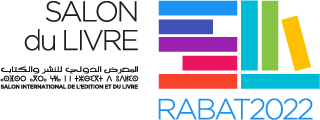 SALON
du LIVRE
المعرض الدولي للنشر والكتاب
SALON INTERNATIONAL DE L'EDITION ET DU LIVRE
RABAT2022